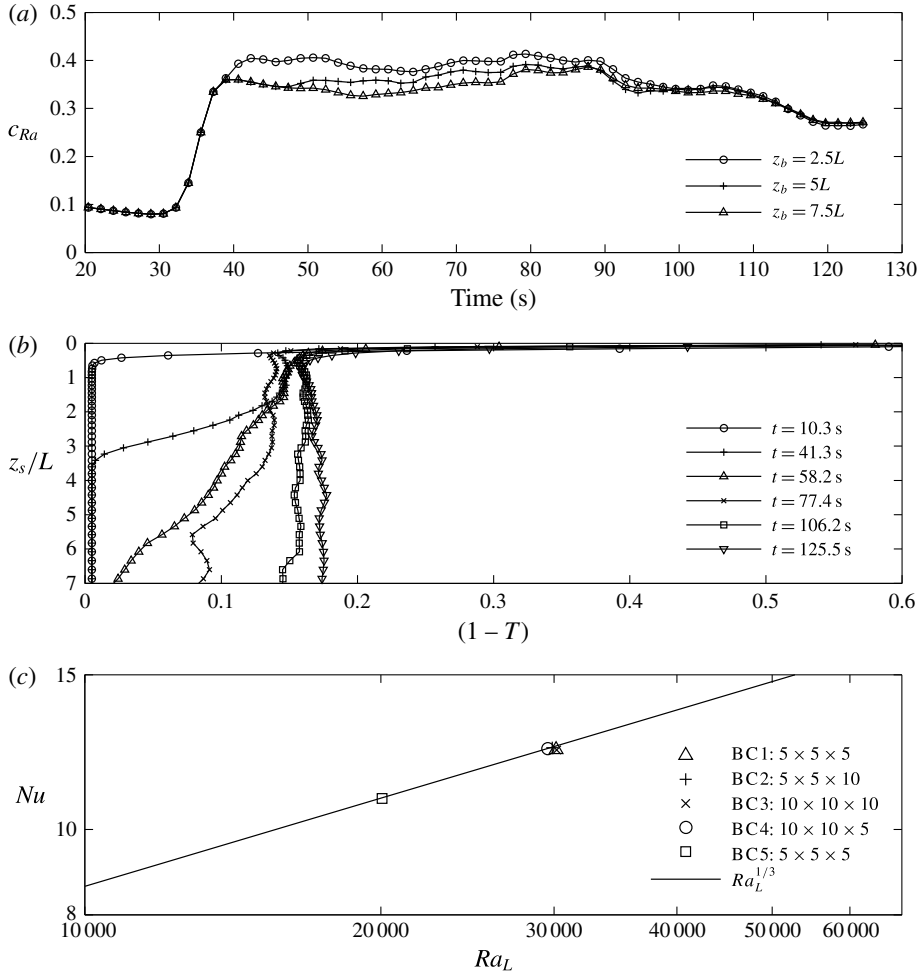 (a)
0.5
0.4
0.3
0.2
0.1
0
c_Ra
z_b = 2.5L
z_b = 5L
z_b = 7.5L
20 30 40 50 60 70 80 90 100 110 120 130
Time (s)
(b)
0
1
2
3
4
5
6
7
z_s/L
t = 10.3 s
t = 41.3 s
t = 58.2 s
t = 77.4 s
t = 106.2 s
t = 125.5 s
0 0.1 0.2 0.3 0.4 0.5 0.6
(1 – T)
(c)
15
10
8
Nu
BC1: 5 × 5 × 5
BC2: 5 × 5 × 10
BC3: 10 × 10 × 10
BC4: 10 × 10 × 5
BC5: 5 × 5 × 5
Ra_L^{1/3}
10 000 20 000 30 000 40 000 50 000 60 000
Ra_L